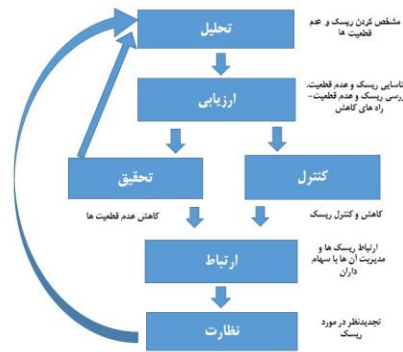 تحلیل
مشخص کردن ریسک و عدم
قطعیت ها
ارزیابی
ناسایی ریسک و عدم قطعیت.
ررسی ریسک و عدم قطعیت-
راه های کاهش
تحقیق
کنترل
کاهش عدم قطعیت ها
کاهش و کنترل ریسک
ارتباط
ارتباط ریسک ها و
مدیریت آن ها با سهام
داران
نظارت
تجدیدنظر در مورد
ریسک